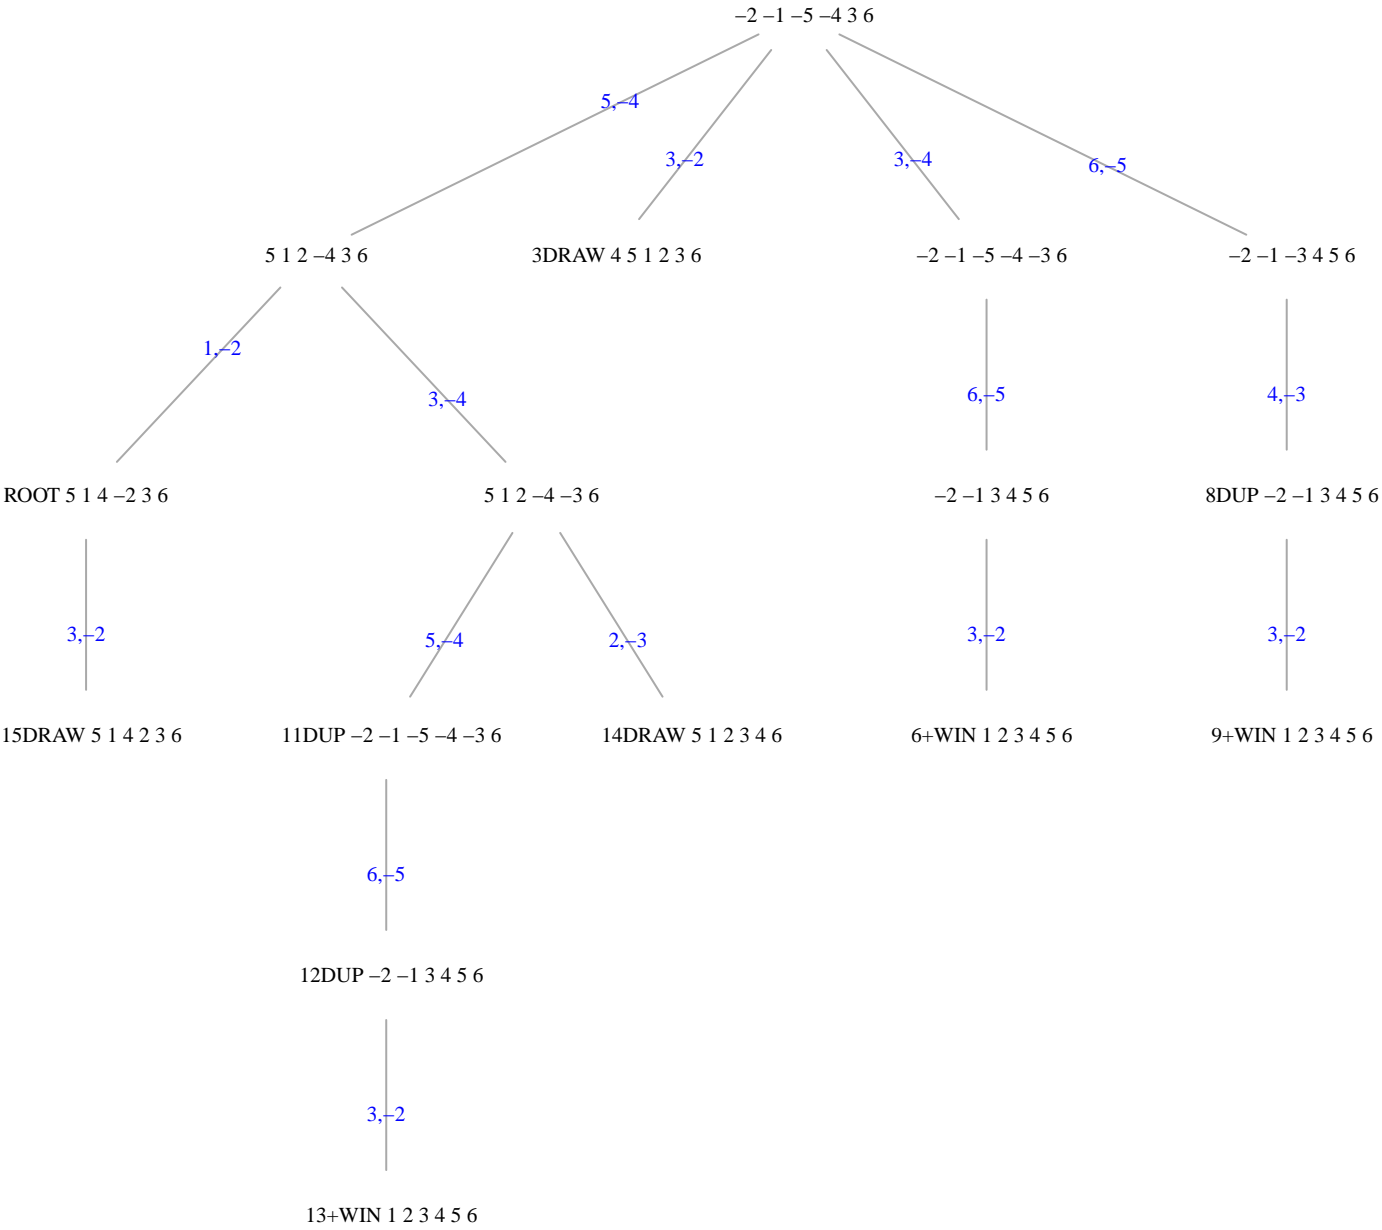 –2 –1 –5 –4 3 6
5,–4
3,–2
3,–4
6,–5
5 1 2 –4 3 6
3DRAW 4 5 1 2 3 6
–2 –1 –5 –4 –3 6
–2 –1 –3 4 5 6
1,–2
3,–4
6,–5
4,–3
ROOT 5 1 4 –2 3 6
5 1 2 –4 –3 6
–2 –1 3 4 5 6
8DUP –2 –1 3 4 5 6
3,–2
5,–4
2,–3
3,–2
3,–2
15DRAW 5 1 4 2 3 6
11DUP –2 –1 –5 –4 –3 6
14DRAW 5 1 2 3 4 6
6+WIN 1 2 3 4 5 6
9+WIN 1 2 3 4 5 6
6,–5
12DUP –2 –1 3 4 5 6
3,–2
13+WIN 1 2 3 4 5 6